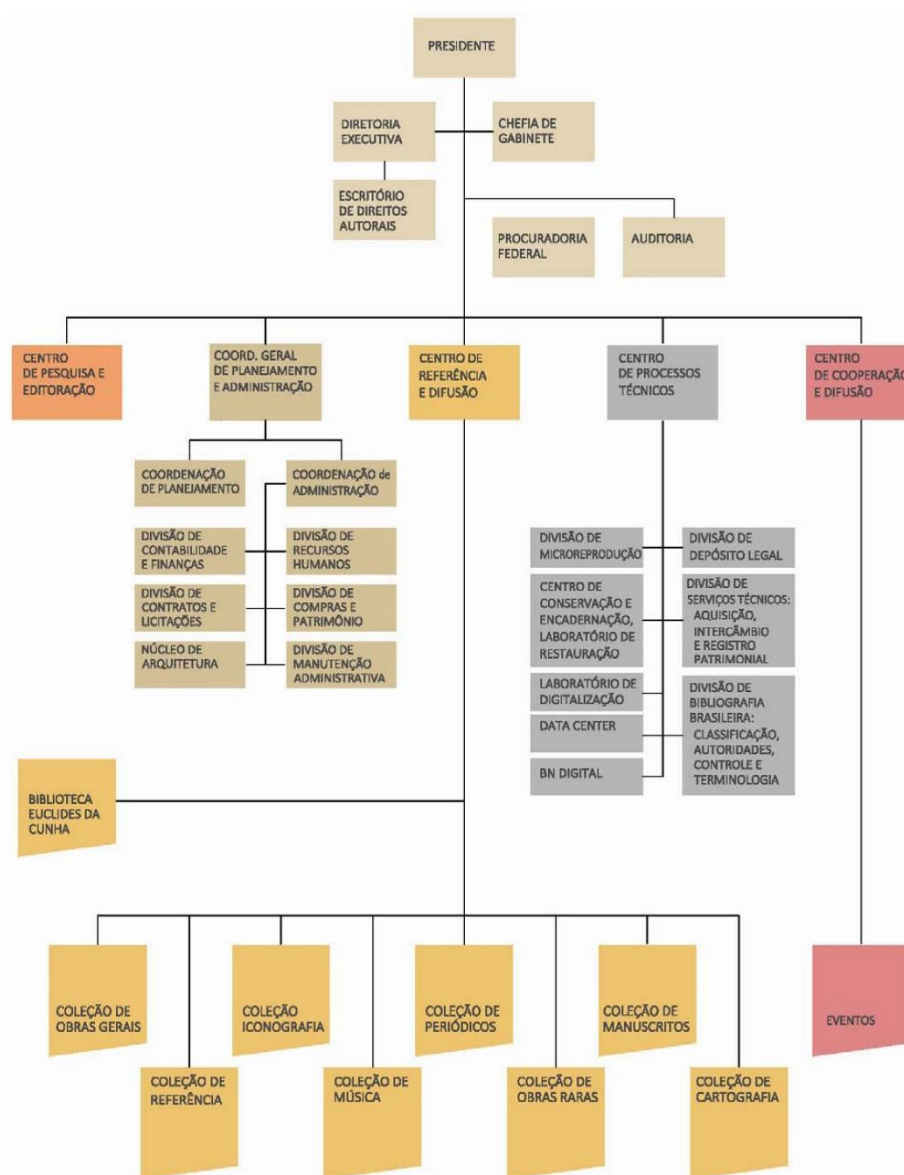 PRESIDENTE
DIRETORIA
EXECUTIVA
CHEFIA DE
GABINETE
ESCRITÓRIO
DE DIREITOS
AUTORAIS
PROCURADORIA
FEDERAL
AUDITORIA
CENTRO
DE PESQUISA E
EDITORAÇÃO
COORD. GERAL
DE PLANEJAMENTO
E ADMINISTRAÇÃO
CENTRO DE
REFERÊNCIA
E DIFUSÃO
CENTRO
DE PROCESSOS
TÉCNICOS
CENTRO
DE COOPERAÇÃO
E DIFUSÃO
COORDENAÇÃO
DE PLANEJAMENTO
COORDENAÇÃO de
ADMINISTRAÇÃO
DIVISÃO DE
CONTABILIDADE
E FINANÇAS
DIVISÃO DE
RECURSOS
HUMANOS
DIVISÃO DE
CONTRATOS E
LICITAÇÕES
DIVISÃO DE
COMPRAS E
PATRIMÔNIO
NÚCLEO DE
ARQUITETURA
DIVISÃO DE
MANUTENÇÃO
ADMINISTRATIVA
DIVISÃO DE
MICROREPRODUÇÃO
DIVISÃO DE
DEPÓSITO LEGAL
CENTRO DE
CONSERVAÇÃO E
ENCADERNAÇÃO,
LABORATÓRIO DE
RESTAURAÇÃO
DIVISÃO DE
SERVIÇOS TÉCNICOS:
AQUISIÇÃO,
INTERCÂMBIO
E REGISTRO
PATRIMONIAL
LABORATÓRIO DE
DIGITALIZAÇÃO
DATA CENTER
BN DIGITAL
DIVISÃO DE
BIBLIOGRAFIA
BRASILEIRA:
CLASSIFICAÇÃO,
AUTORIDADES,
CONTROLE E
TERMINOLOGIA
BIBLIOTECA
EUCLIDES DA
CUNHA
COLEÇÃO DE
OBRAS GERAIS
COLEÇÃO
ICONOGRAFIA
COLEÇÃO DE
PERIÓDICOS
COLEÇÃO DE
MANUSCRITOS
EVENTOS
COLEÇÃO DE
REFERÊNCIA
COLEÇÃO DE
MÚSICA
COLEÇÃO DE
OBRAS RARAS
COLEÇÃO DE
CARTOGRAFIA